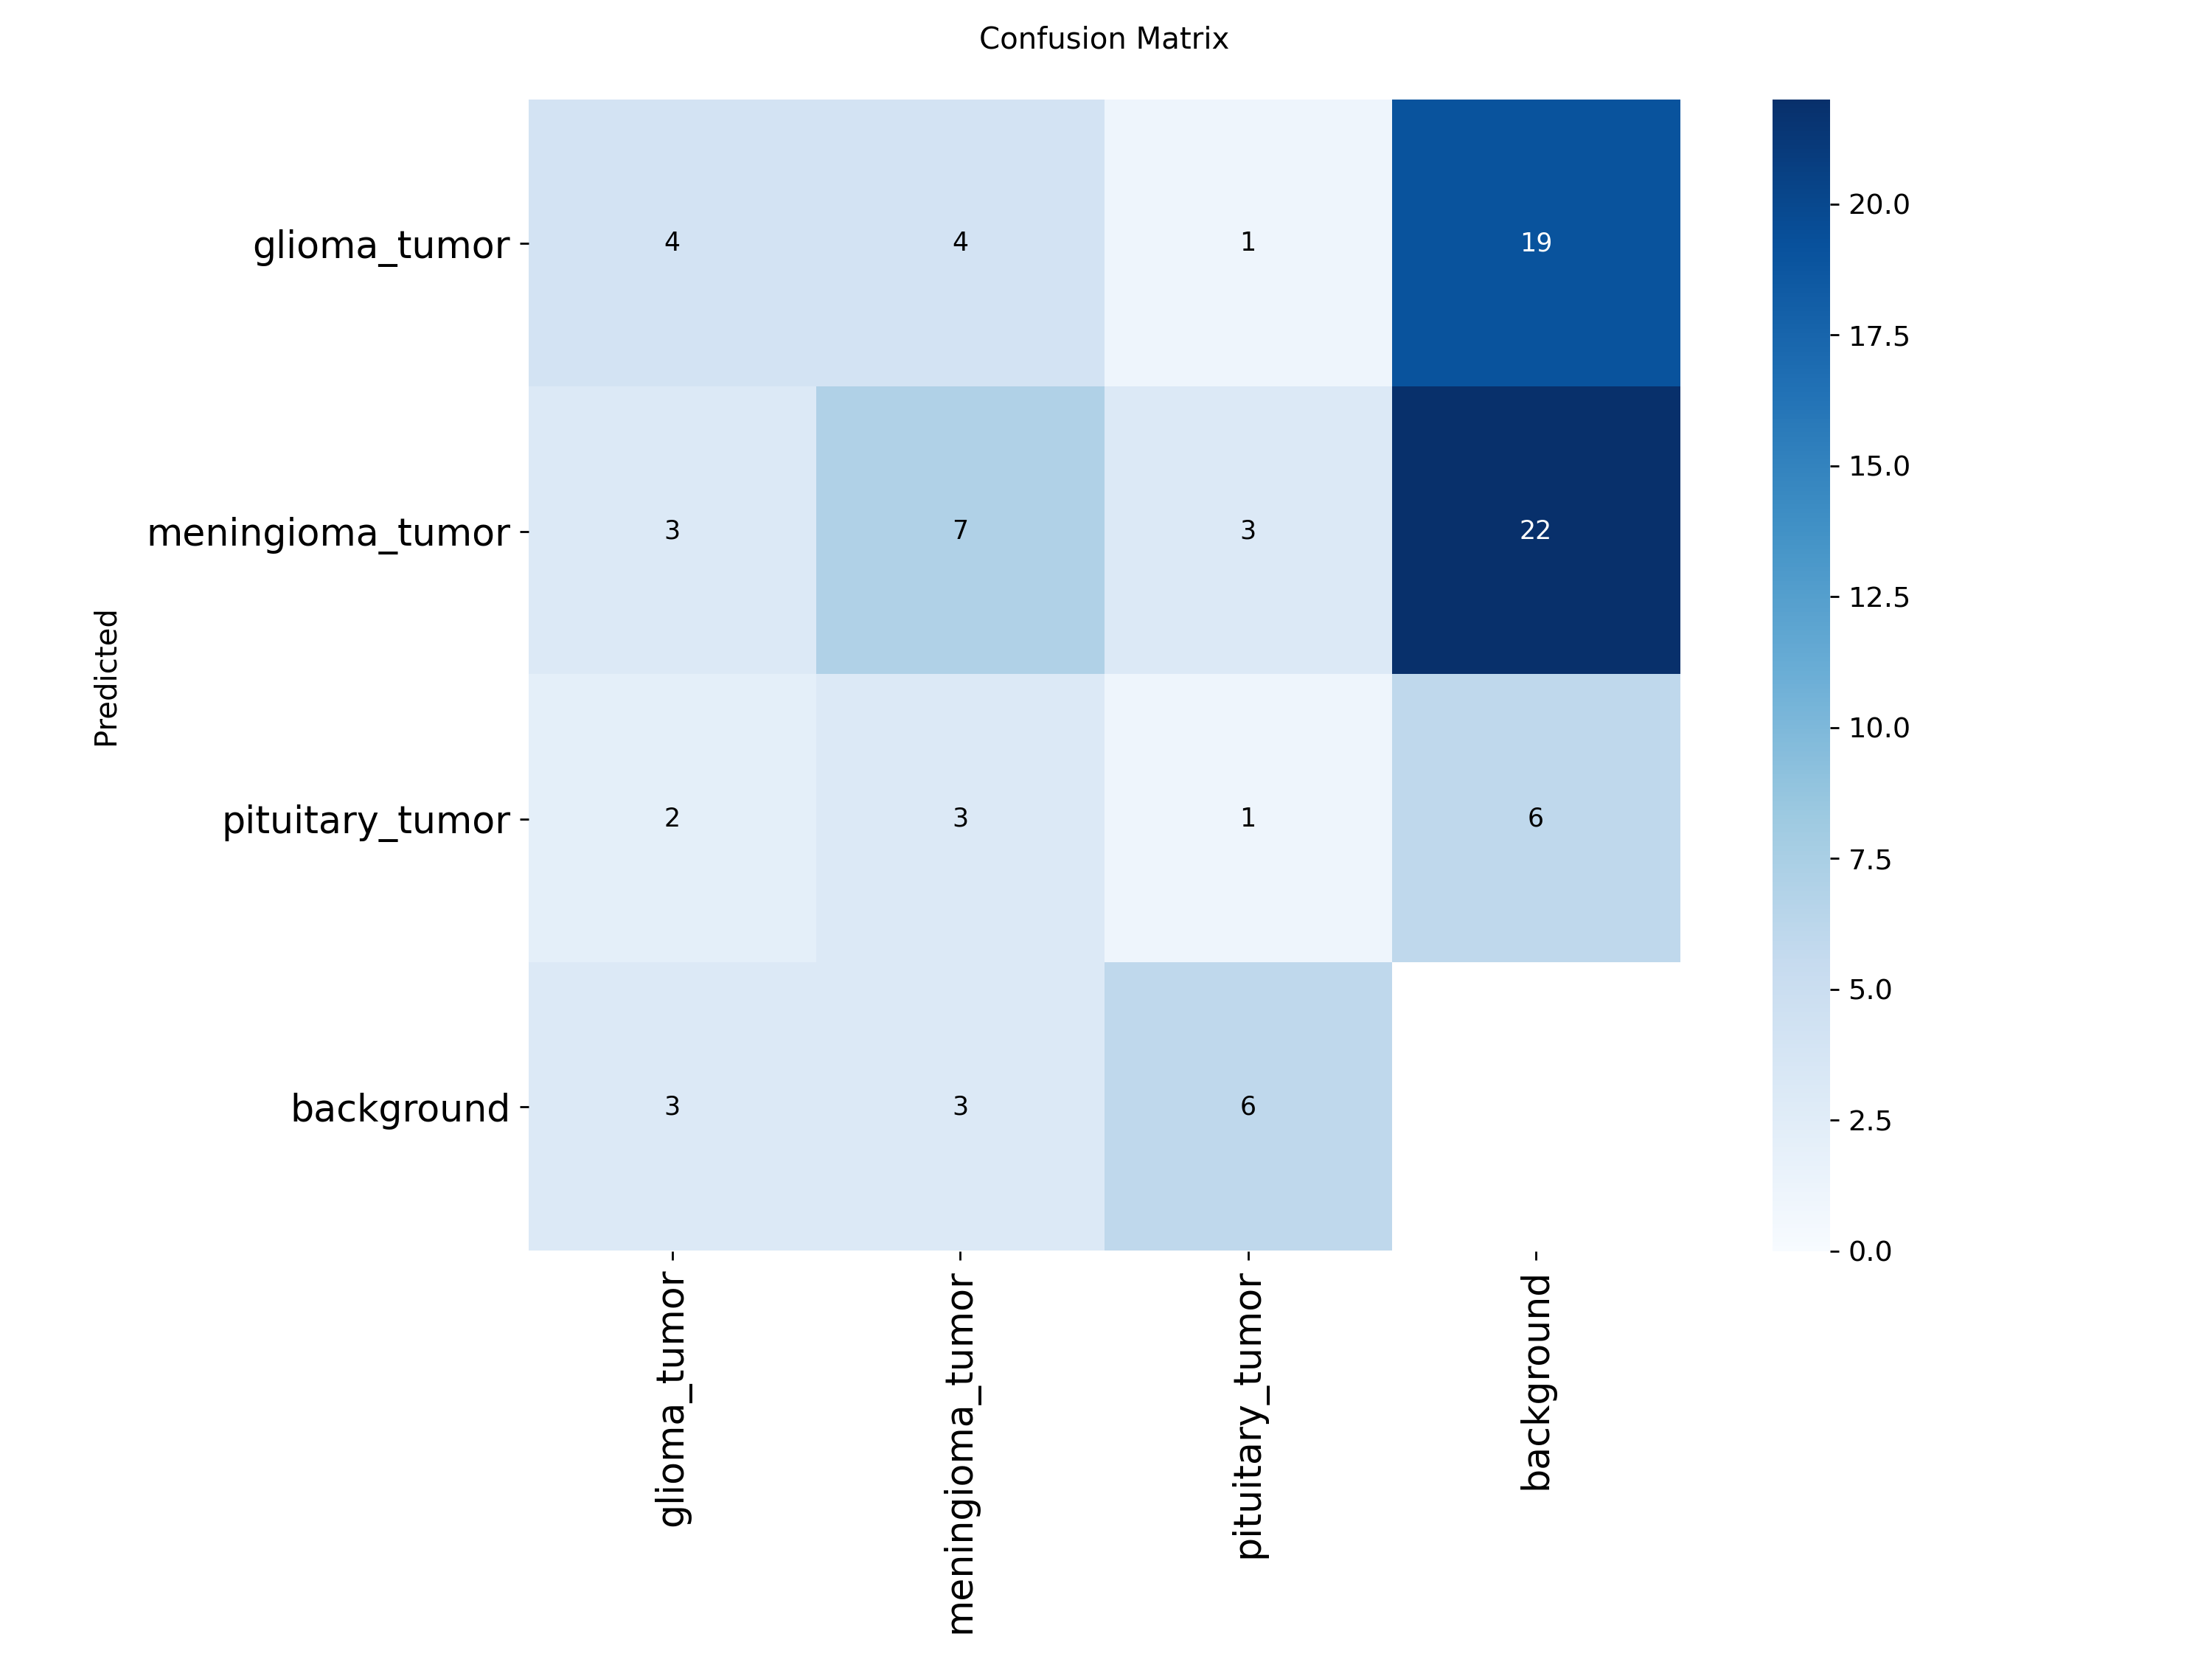 Confusion Matrix
Predicted
glioma_tumor
4 4 1 19
meningioma_tumor
3 7 3 22
pituitary_tumor
2 3 1 6
background
3 3 6
glioma_tumor
meningioma_tumor
pituitary_tumor
background
20.0
17.5
15.0
12.5
10.0
7.5
5.0
2.5
0.0